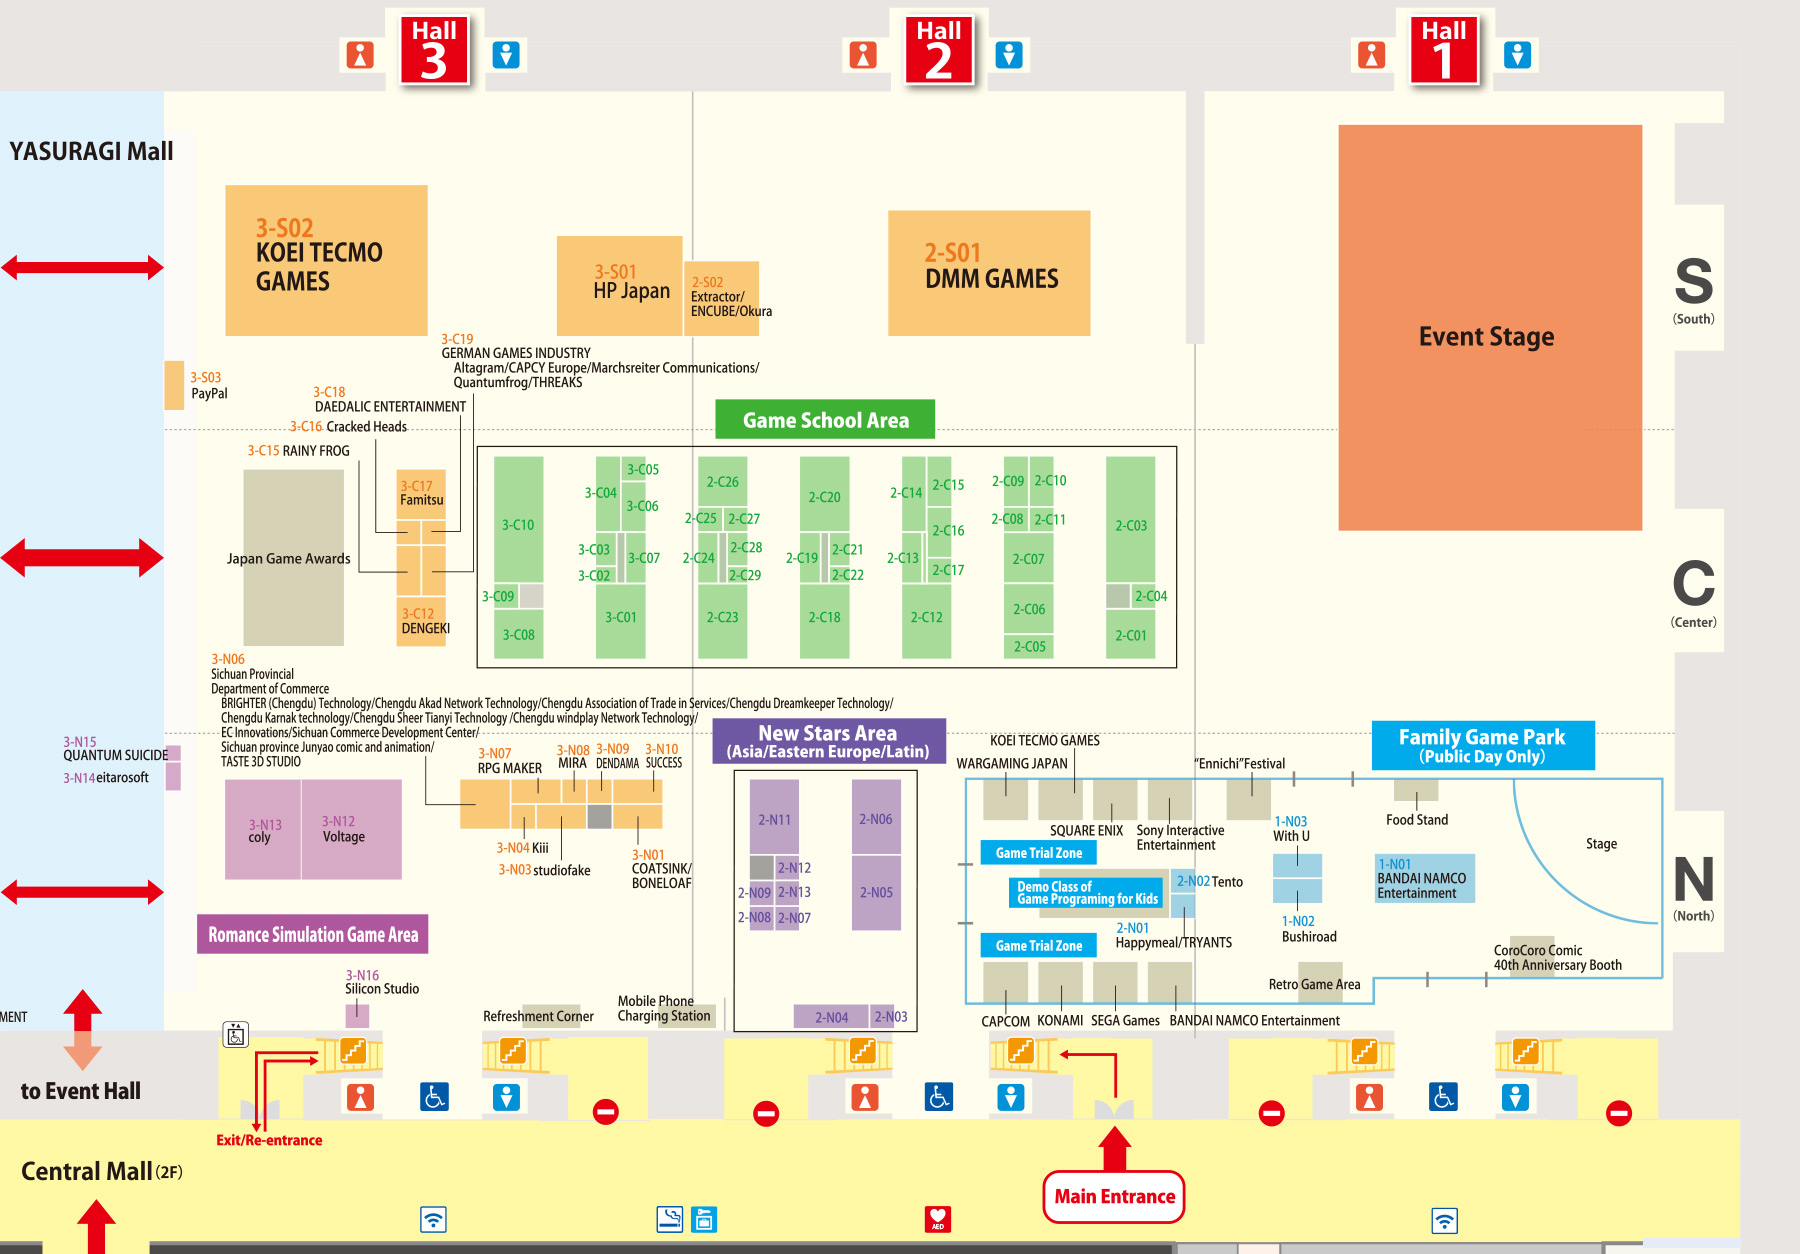 Hall
3
Hall
2
Hall
1
YASURAGI Mall
3-S02
KOEI TECMO
GAMES
3-S01
HP Japan
2-S02
Extractor/
ENCUBE/Okura
2-S01
DMM GAMES
Event Stage
S
(South)
3-S03
PayPal
3-C19
GERMAN GAMES INDUSTRY
Altagram/CAPCY Europe/Marchsreiter Communications/
Quantumfrog/THREAKS
3-C18
DAEDALIC ENTERTAINMENT
3-C16 Cracked Heads
3-C15 RAINY FROG
3-C17
Famitsu
Japan Game Awards
3-C12
DENGEKI
Game School Area
3-C10
3-C09
3-C08
3-C05
3-C04
3-C06
3-C03
3-C07
3-C02
3-C01
2-C26
2-C25
2-C27
2-C24
2-C28
2-C29
2-C23
2-C20
2-C19
2-C21
2-C22
2-C18
2-C14
2-C15
2-C16
2-C13
2-C17
2-C12
2-C09
2-C10
2-C08
2-C11
2-C07
2-C06
2-C05
2-C03
2-C04
2-C01
C
(Center)
3-N06
Sichuan Provincial
Department of Commerce
BRIGHTER (Chengdu) Technology/Chengdu Akad Network Technology/Chengdu Association of Trade in Services/Chengdu Dreamkeeper Technology/
Chengdu Karnak technology/Chengdu Sheer Tianyi Technology /Chengdu windplay Network Technology/
EC Innovations/Sichuan Commerce Development Center/
Sichuan province Junyao comic and animation/
TASTE 3D STUDIO
3-N15
QUANTUM SUICIDE
3-N14 eitarosoft
3-N13
coly
3-N12
Voltage
3-N07
RPG MAKER
3-N08
MIRA
3-N09
DENDAMA
3-N10
SUCCESS
3-N04 Kiii
3-N03 studiofake
3-N01
COATSINK/
BONELOAF
Romance Simulation Game Area
3-N16
Silicon Studio
Refreshment Corner
Mobile Phone
Charging Station
New Stars Area
(Asia/Eastern Europe/Latin)
2-N11
2-N06
2-N12
2-N09
2-N13
2-N05
2-N08
2-N07
2-N04
2-N03
Family Game Park
(Public Day Only)
KOEI TECMO GAMES
WARGAMING JAPAN
"Ennichi"Festival
SQUARE ENIX
Sony Interactive
Entertainment
1-N03
With U
Food Stand
Stage
Game Trial Zone
Demo Class of
Game Programing for Kids
2-N02 Tento
2-N01
Happymeal/TRYANTS
1-N01
BANDAI NAMCO
Entertainment
1-N02
Bushiroad
Game Trial Zone
CoroCoro Comic
40th Anniversary Booth
Retro Game Area
CAPCOM
KONAMI
SEGA Games
BANDAI NAMCO Entertainment
N
(North)
MENT
to Event Hall
Exit/Re-entrance
Central Mall (2F)
Main Entrance
AED